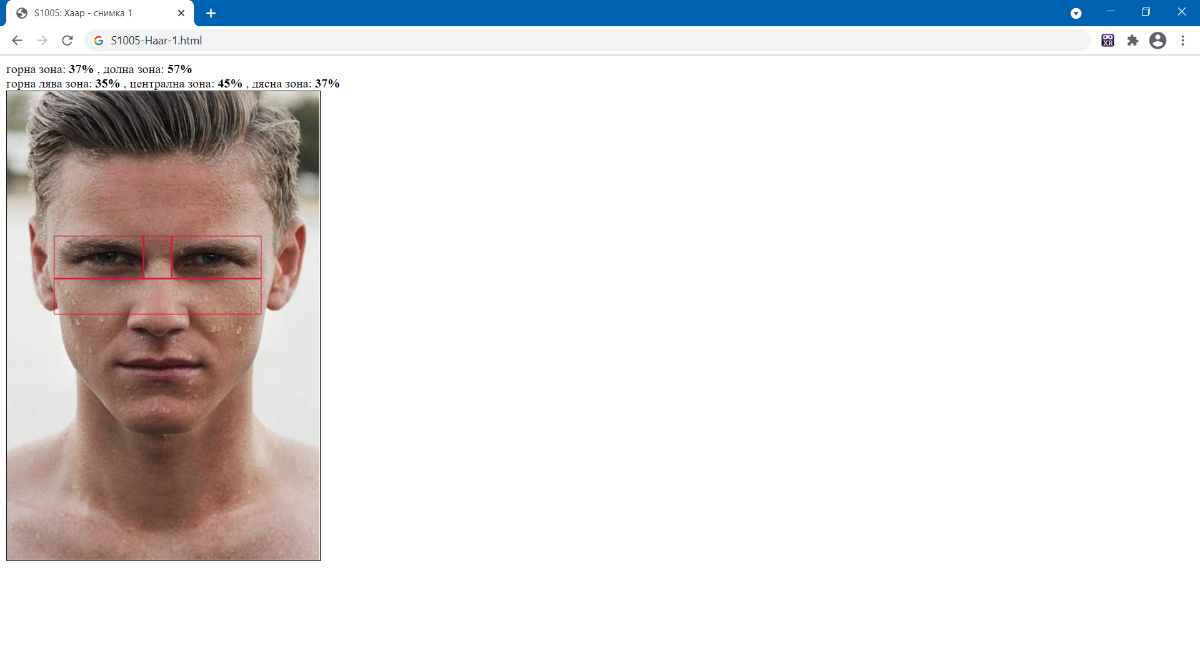 S1005: Хаар - снимка 1
S1005-Haar-1.html
горна зона: 37% , долна зона: 57%
горна лява зона: 35% , централна зона: 45% , дясна зона: 37%